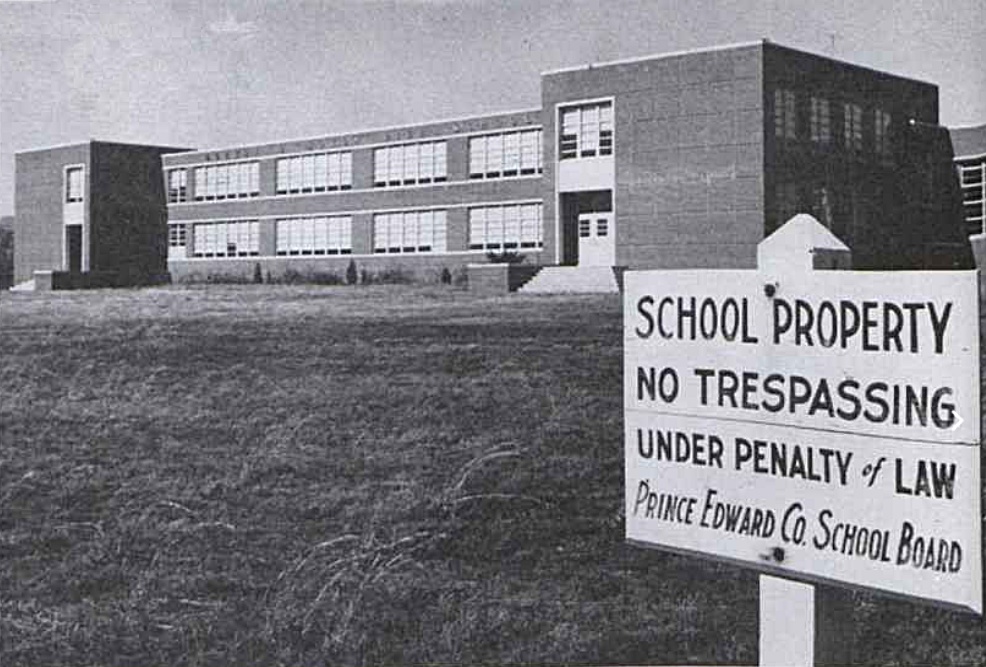 SCHOOL PROPERTY
NO TRESPASSING
UNDER PENALTY of LAW
PRINCE EDWARD CO. SCHOOL BOARD